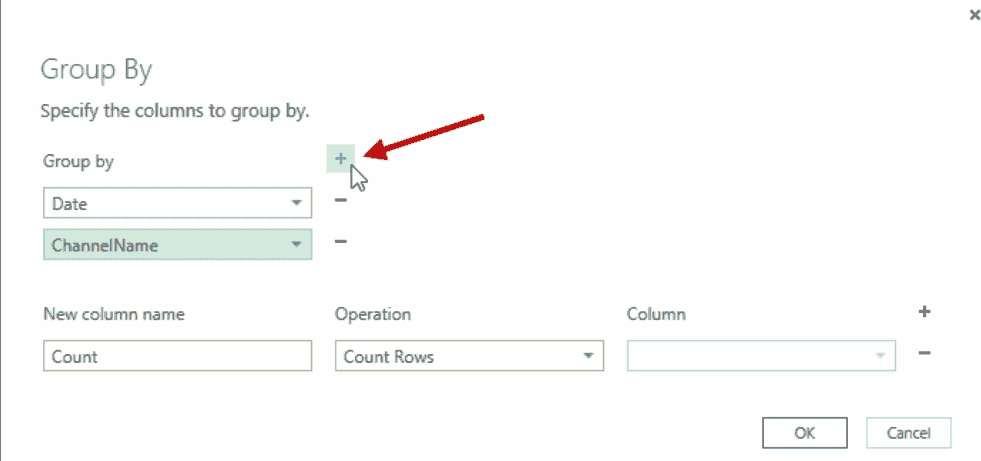 Group By
Specify the columns to group by.
Group by +
Date −
ChannelName −
New column name Operation Column +
Count Count Rows −
OK Cancel